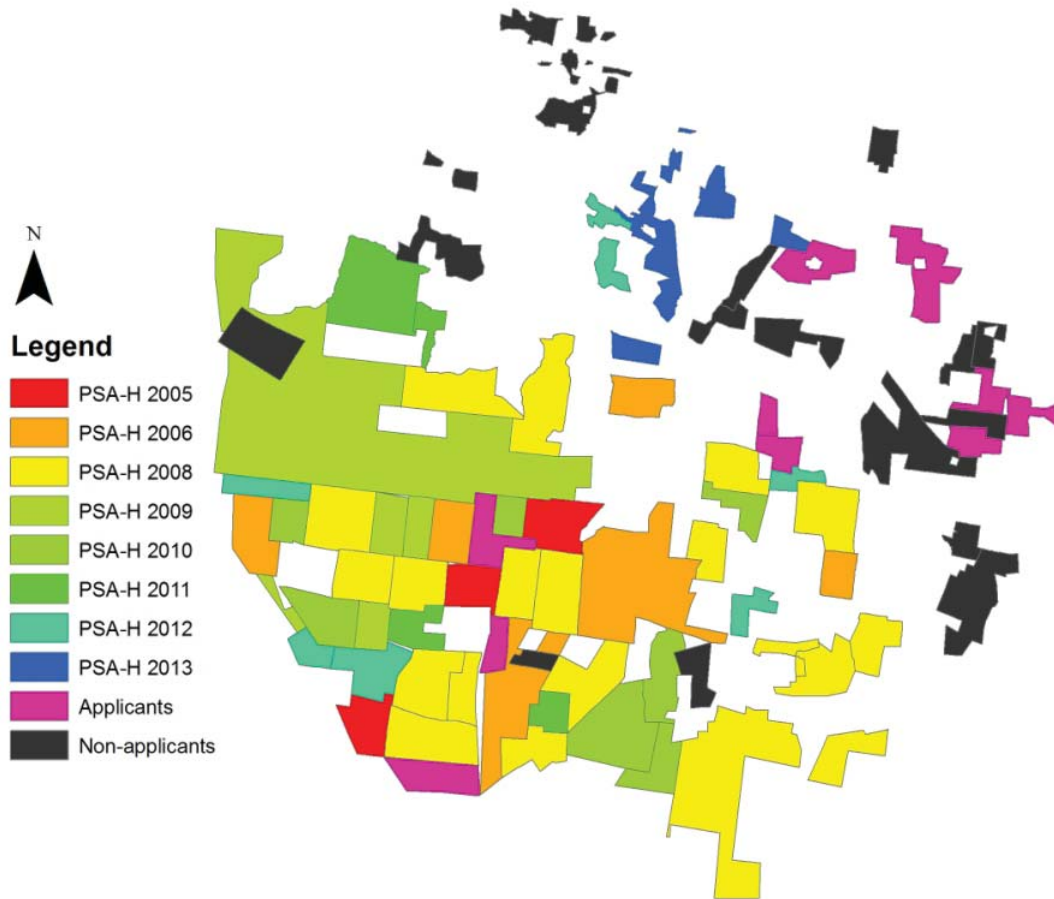 N
Legend
PSA-H 2005
PSA-H 2006
PSA-H 2008
PSA-H 2009
PSA-H 2010
PSA-H 2011
PSA-H 2012
PSA-H 2013
Applicants
Non-applicants